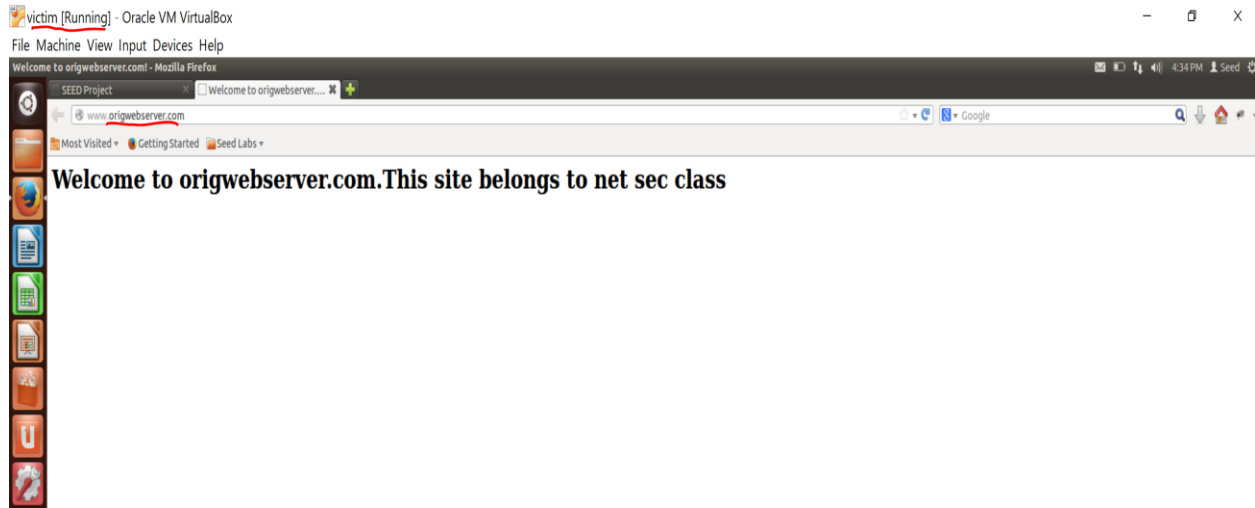 victim [Running] - Oracle VM VirtualBox
File Machine View Input Devices Help
Welcome to origwebserver.com! - Mozilla Firefox 4:34 PM Seed
SEED Project Welcome to origwebserver....
www.origwebserver.com Google
Most Visited Getting Started Seed Labs
Welcome to origwebserver.com.This site belongs to net sec class